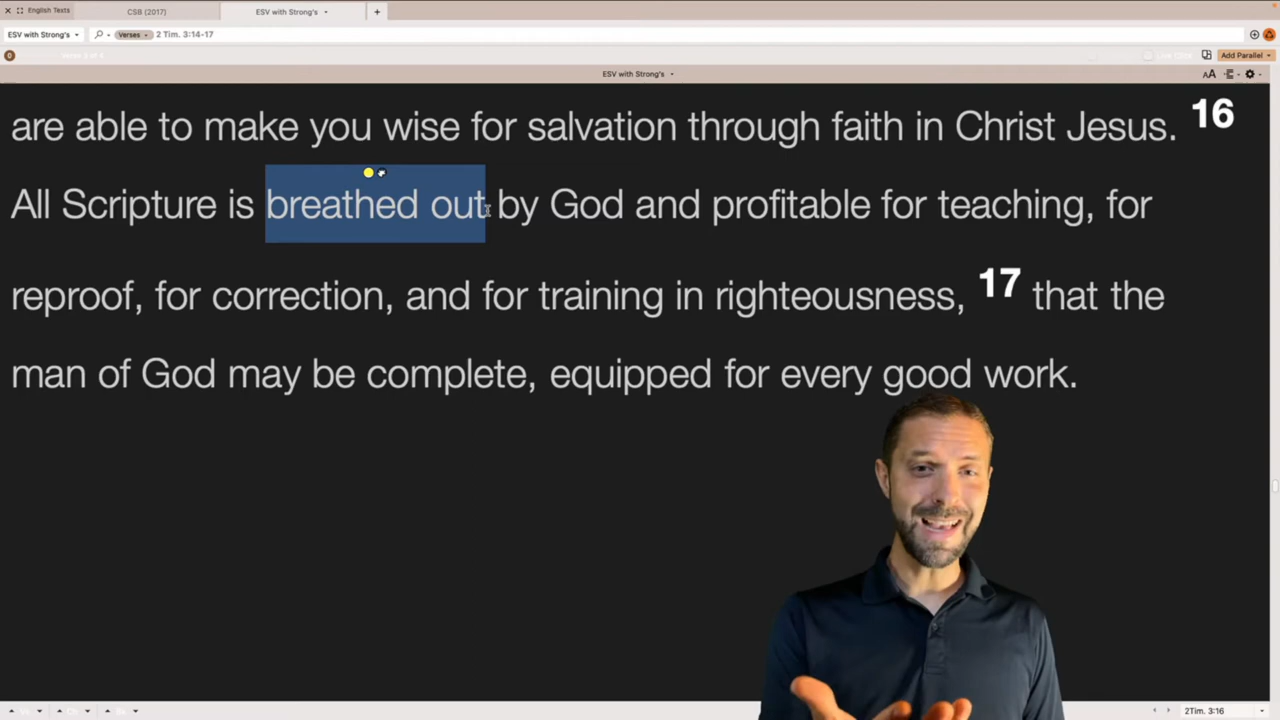 English Texts
CSB (2017)
ESV with Strong's
ESV with Strong's
Verses
2 Tim. 3:14-17
0
Add Parallel
ESV with Strong's
AA
are able to make you wise for salvation through faith in Christ Jesus. 16
All Scripture is breathed out by God and profitable for teaching, for
reproof, for correction, and for training in righteousness, 17 that the
man of God may be complete, equipped for every good work.
2Tim. 3:16